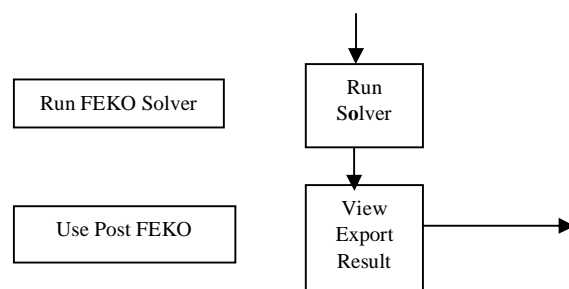 Run FEKO Solver
Run
Solver
Use Post FEKO
View
Export
Result